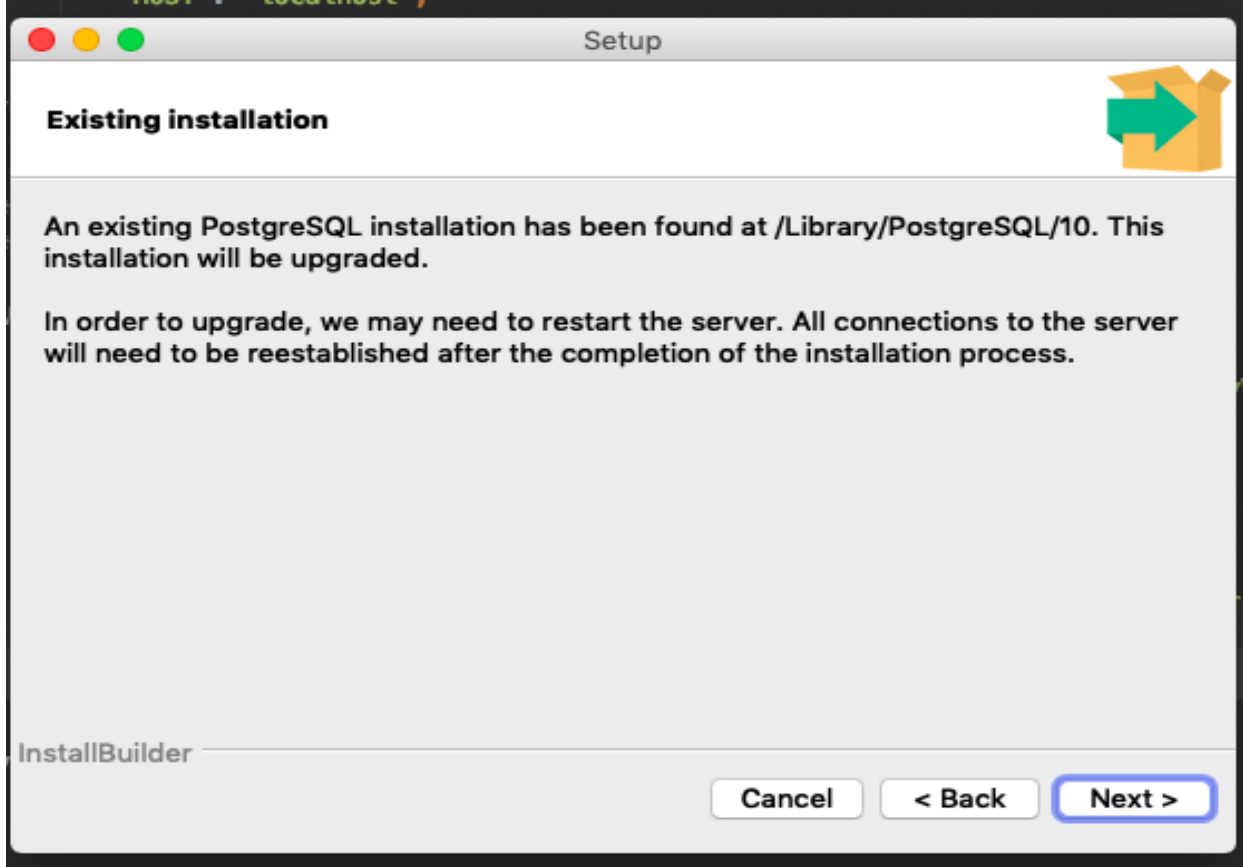 Setup
Existing installation
An existing PostgreSQL installation has been found at /Library/PostgreSQL/10. This
installation will be upgraded.
In order to upgrade, we may need to restart the server. All connections to the server
will need to be reestablished after the completion of the installation process.
InstallBuilder
Cancel
< Back
Next >